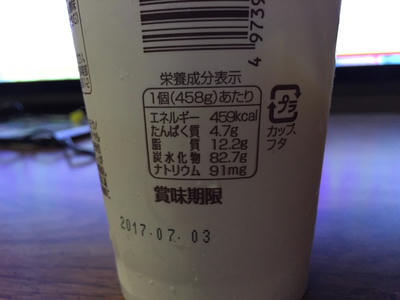 4 9739
栄養成分表示
1個(458g)あたり
エネルギー 459kcal
たんぱく質 4.7g
脂 質 12.2g
炭水化物 82.7g
ナトリウム 91mg
プラ
カップ、
フタ
賞味期限
2017.07.03